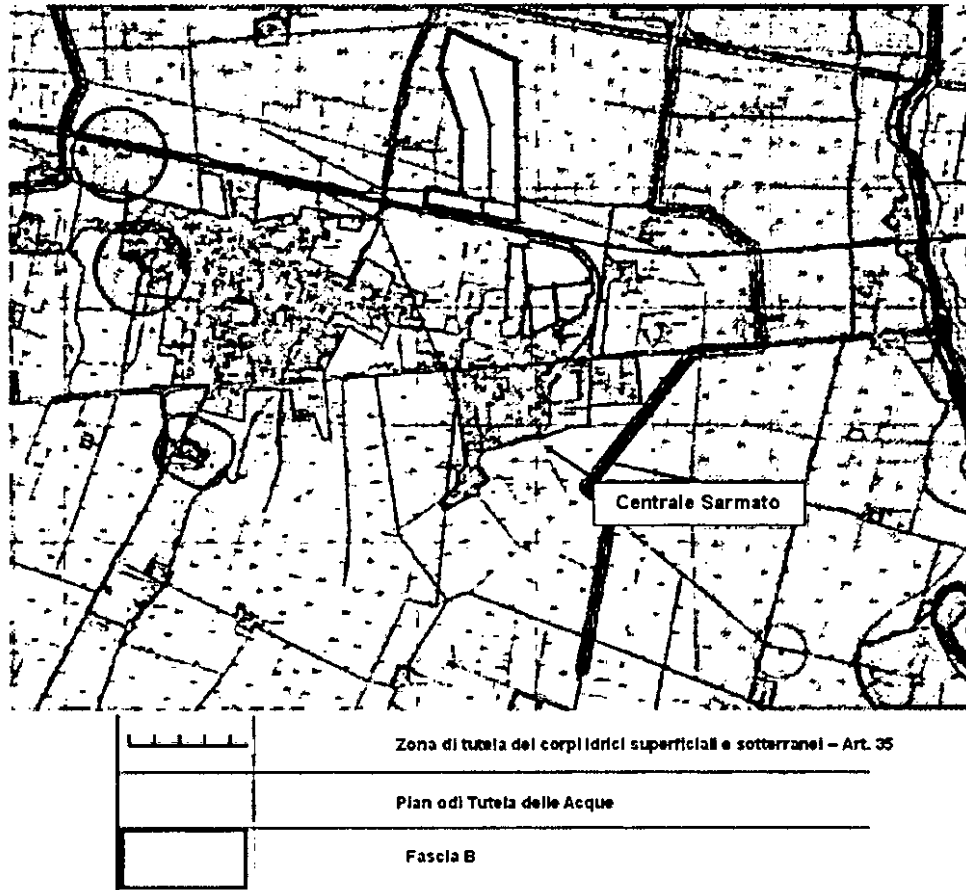 Centrale Sarmato
Zona di tutela dei corpi idrici superficiali e sotterranei – Art. 35
Pian odi Tutela delle Acque
Fascia B